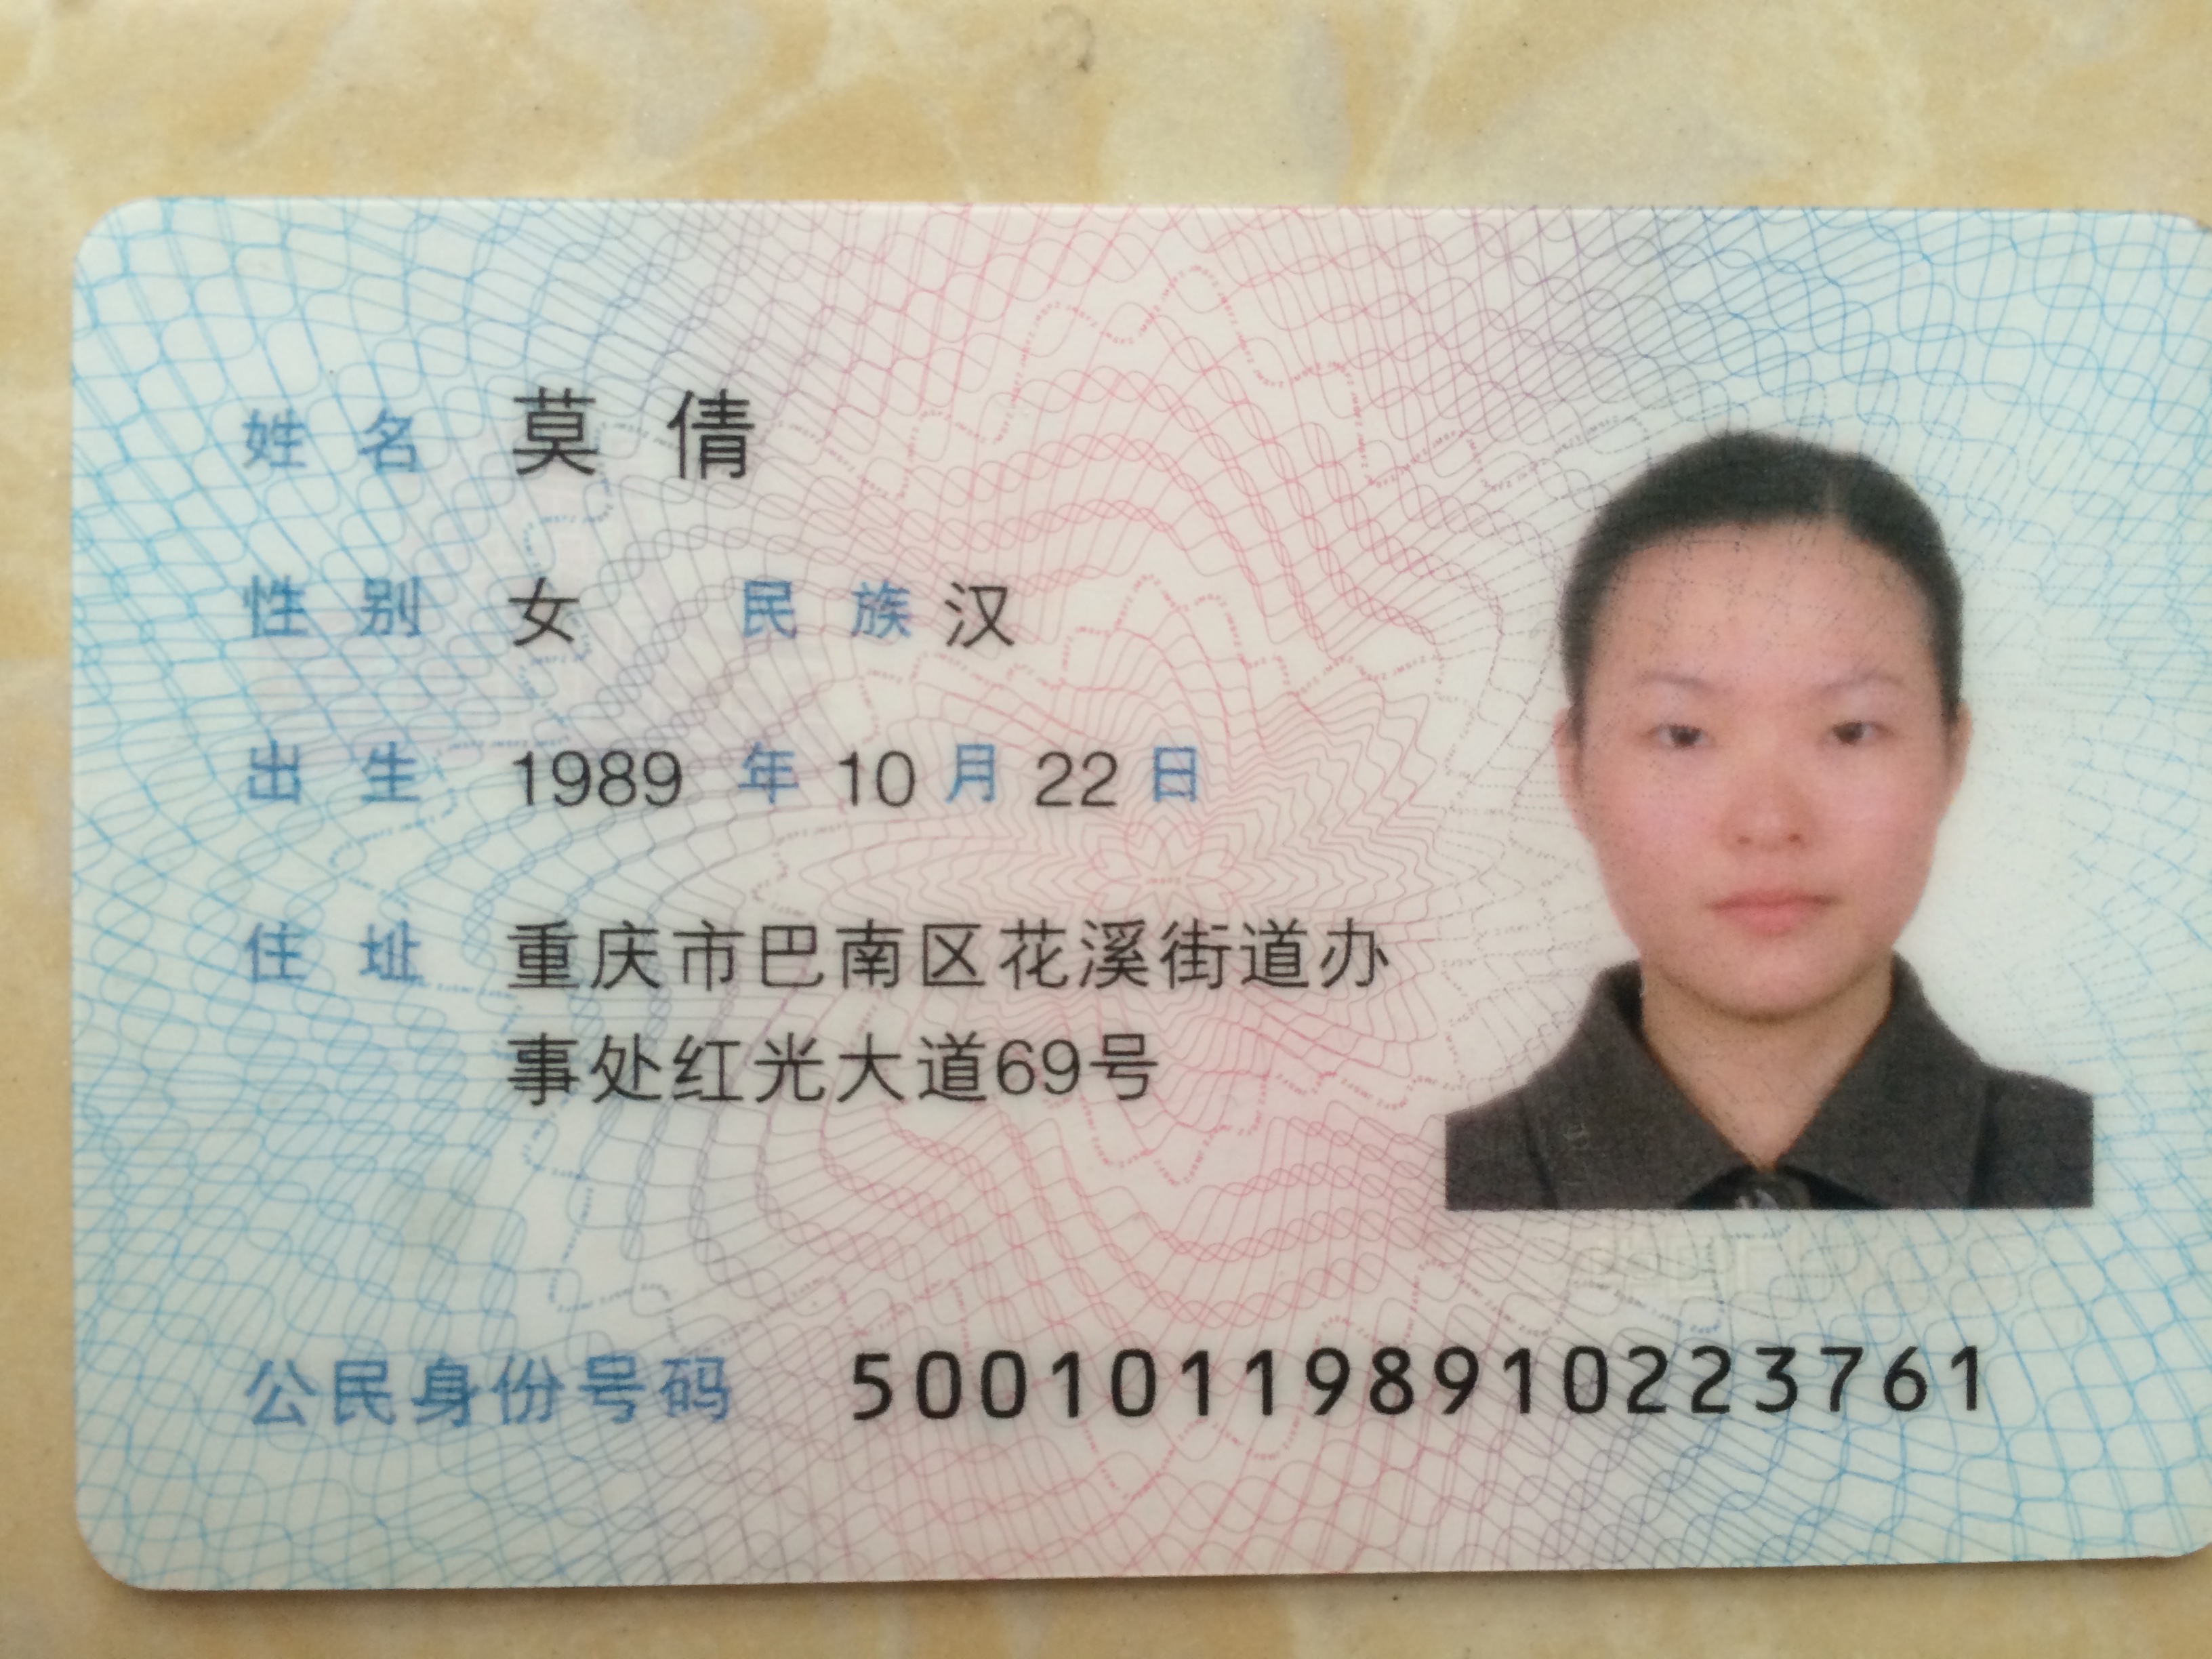 姓名 莫倩
性别 女 民族 汉
出生 1989 年 10 月 22 日
住址 重庆市巴南区花溪街道办
事处红光大道69号
公民身份号码 500101198910223761